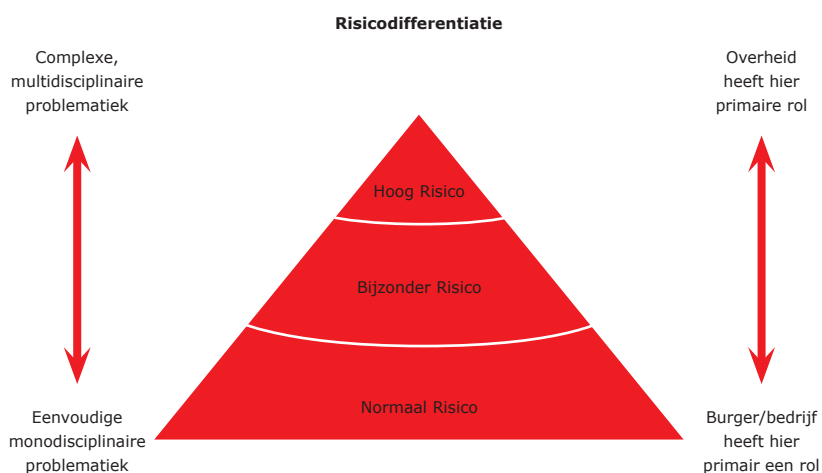 Risicodifferentiatie
Complexe,
multidisciplinaire
problematiek
Overheid
heeft hier
primaire rol
Hoog Risico
Bijzonder Risico
Normaal Risico
Eenvoudige
monodisciplinaire
problematiek
Burger/bedrijf
heeft hier
primair een rol